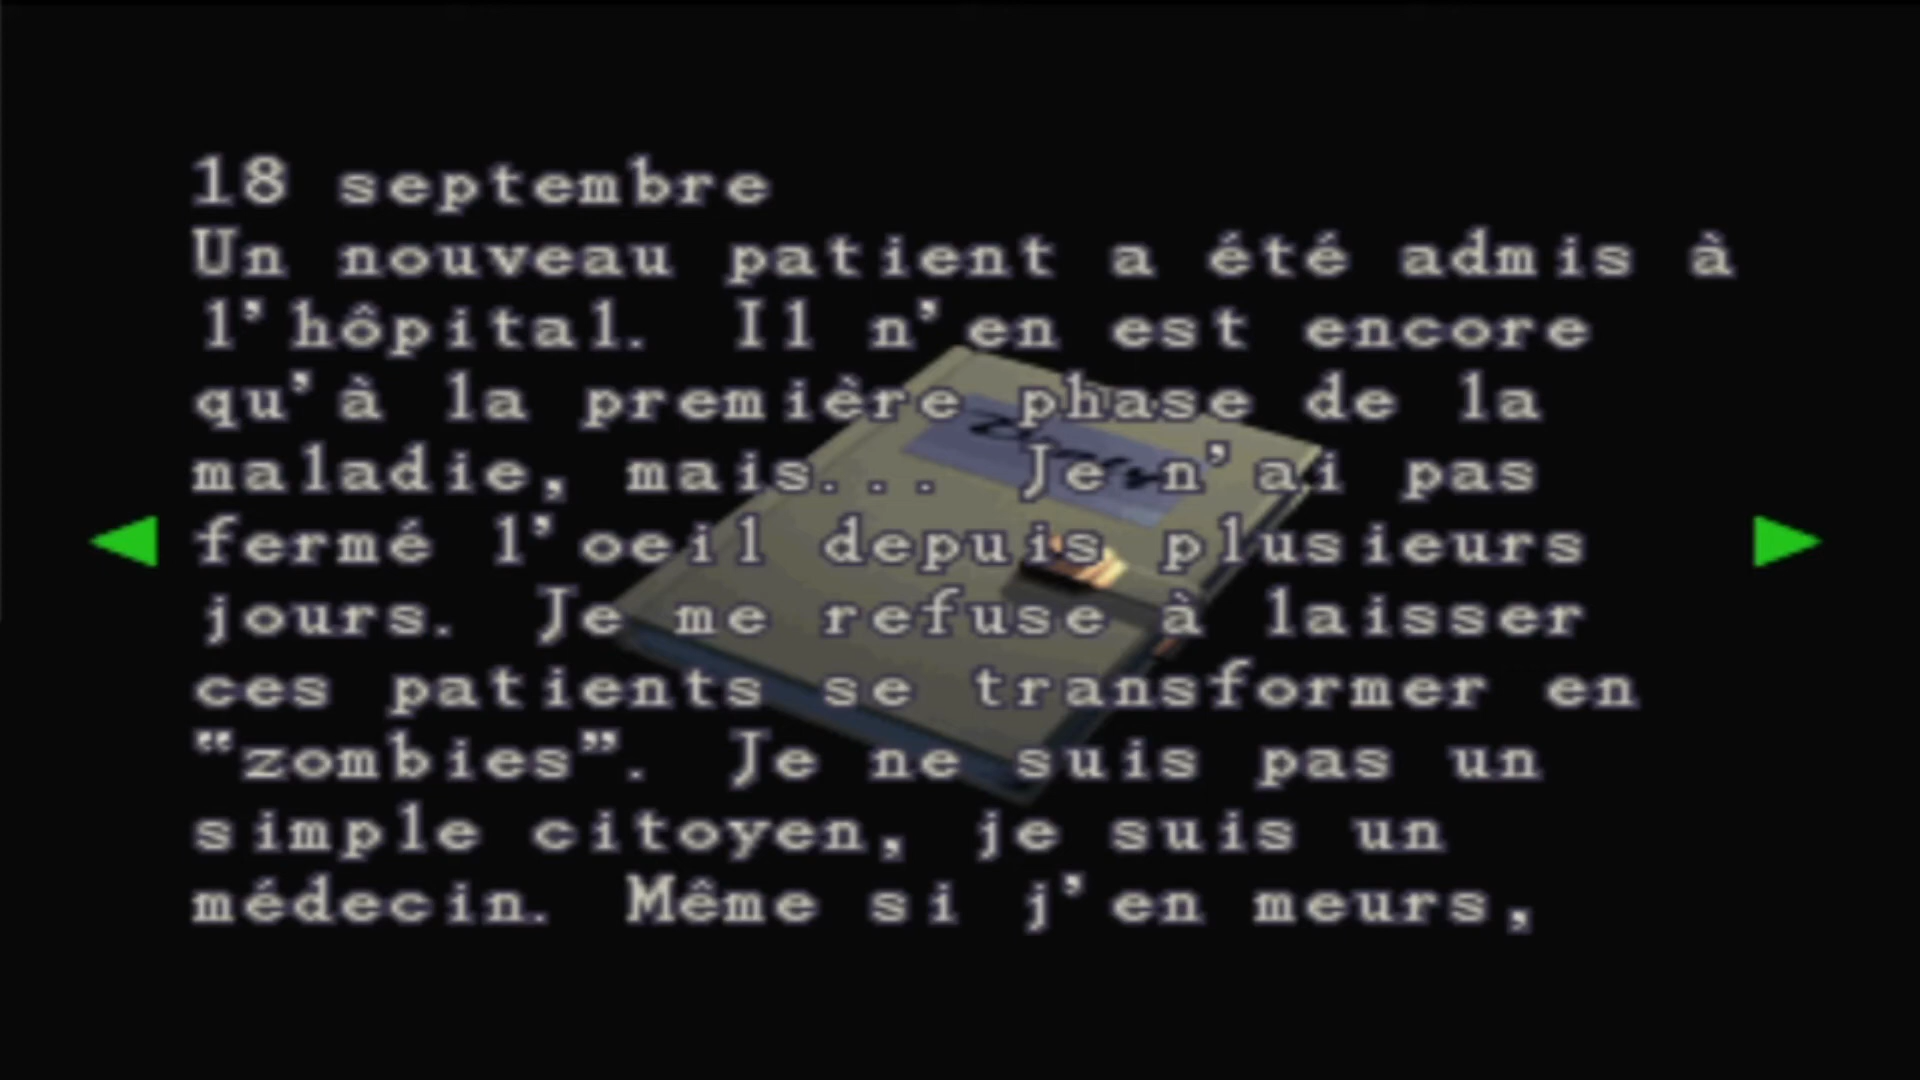 18 septembre
Un nouveau patient a été admis à
l'hôpital. Il n'en est encore
qu'à la première phase de la
maladie, mais... Je n'ai pas
fermé l'oeil depuis plusieurs
jours. Je me refuse à laisser
ces patients se transformer en
"zombies". Je ne suis pas un
simple citoyen, je suis un
médecin. Même si j'en meurs,